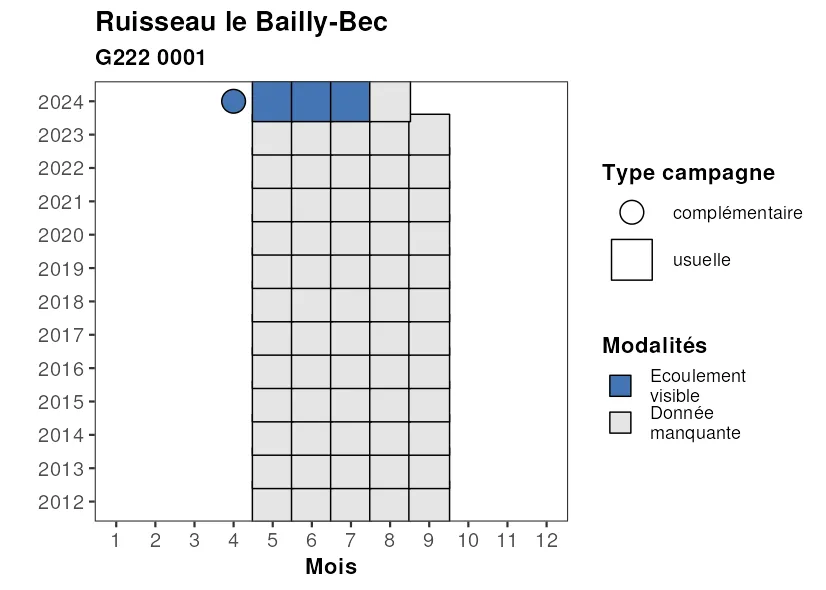 Ruisseau le Bailly-Bec
G222 0001
2024
2023
2022
2021
2020
2019
2018
2017
2016
2015
2014
2013
2012
1 2 3 4 5 6 7 8 9 10 11 12
Mois
Type campagne
complémentaire
usuelle
Modalités
Ecoulement
visible
Donnée
manquante